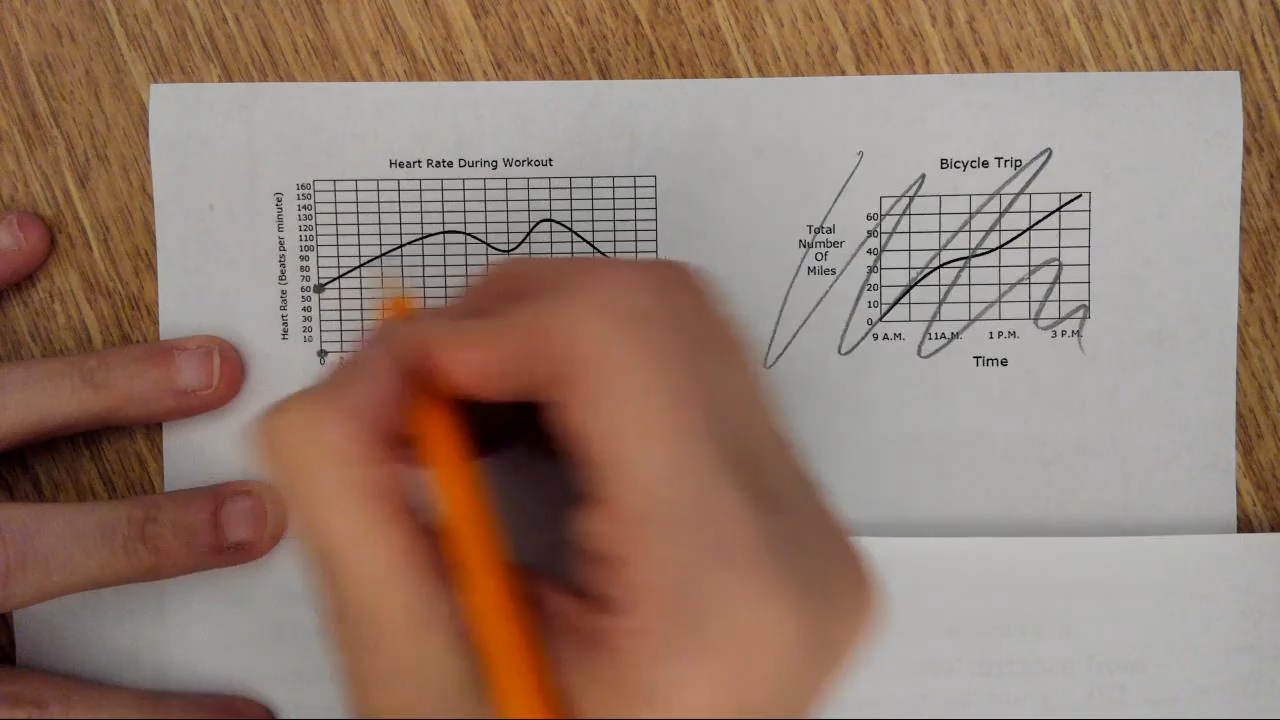 Heart Rate During Workout
Heart Rate (Beats per minute)
160
150
140
130
120
110
100
90
80
70
60
50
40
30
20
10
0
Bicycle Trip
Total
Number
Of
Miles
60
50
40
30
20
10
0
9 A.M. 11A.M. 1 P.M. 3 P.M.
Time